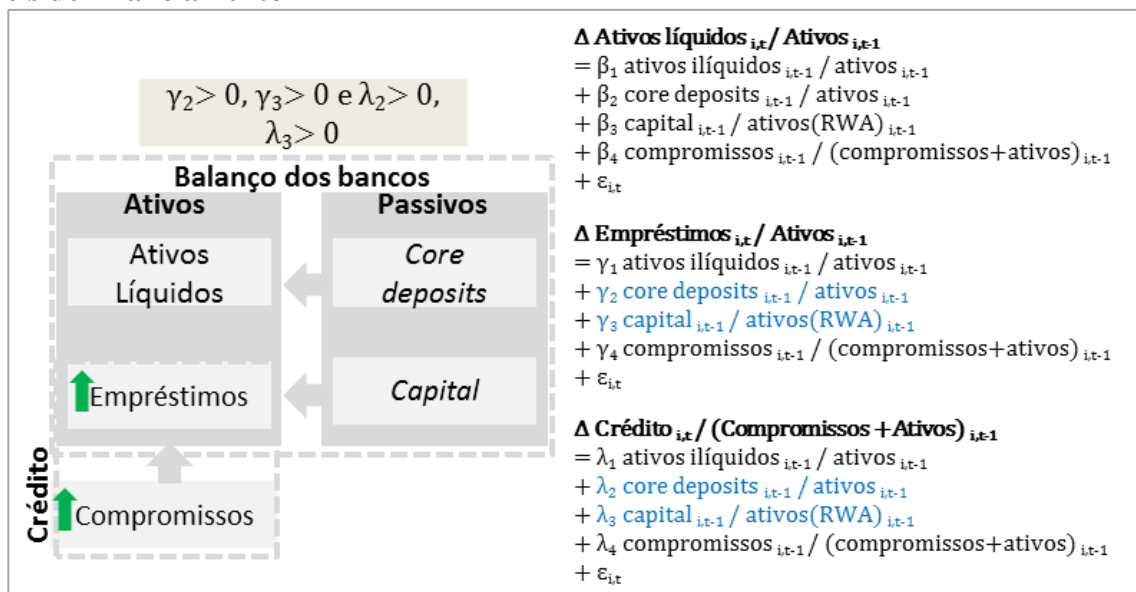 γ₂> 0, γ₃> 0 e λ₂> 0,
λ₃> 0
Balanço dos bancos
Ativos
Passivos
Ativos
Líquidos
Core
deposits
Empréstimos
Capital
Crédito
Compromissos
Δ Ativos líquidos i,t / Ativos i,t-1
= β₁ ativos ilíquidos i,t-1 / ativos i,t-1
+ β₂ core deposits i,t-1 / ativos i,t-1
+ β₃ capital i,t-1 / ativos(RWA) i,t-1
+ β₄ compromissos i,t-1 / (compromissos+ativos) i,t-1
+ ε i,t
Δ Empréstimos i,t / Ativos i,t-1
= γ₁ ativos ilíquidos i,t-1 / ativos i,t-1
+ γ₂ core deposits i,t-1 / ativos i,t-1
+ γ₃ capital i,t-1 / ativos(RWA) i,t-1
+ γ₄ compromissos i,t-1 / (compromissos+ativos) i,t-1
+ ε i,t
Δ Crédito i,t / (Compromissos +Ativos) i,t-1
= λ₁ ativos ilíquidos i,t-1 / ativos i,t-1
+ λ₂ core deposits i,t-1 / ativos i,t-1
+ λ₃ capital i,t-1 / ativos(RWA) i,t-1
+ λ₄ compromissos i,t-1 / (compromissos+ativos) i,t-1
+ ε i,t